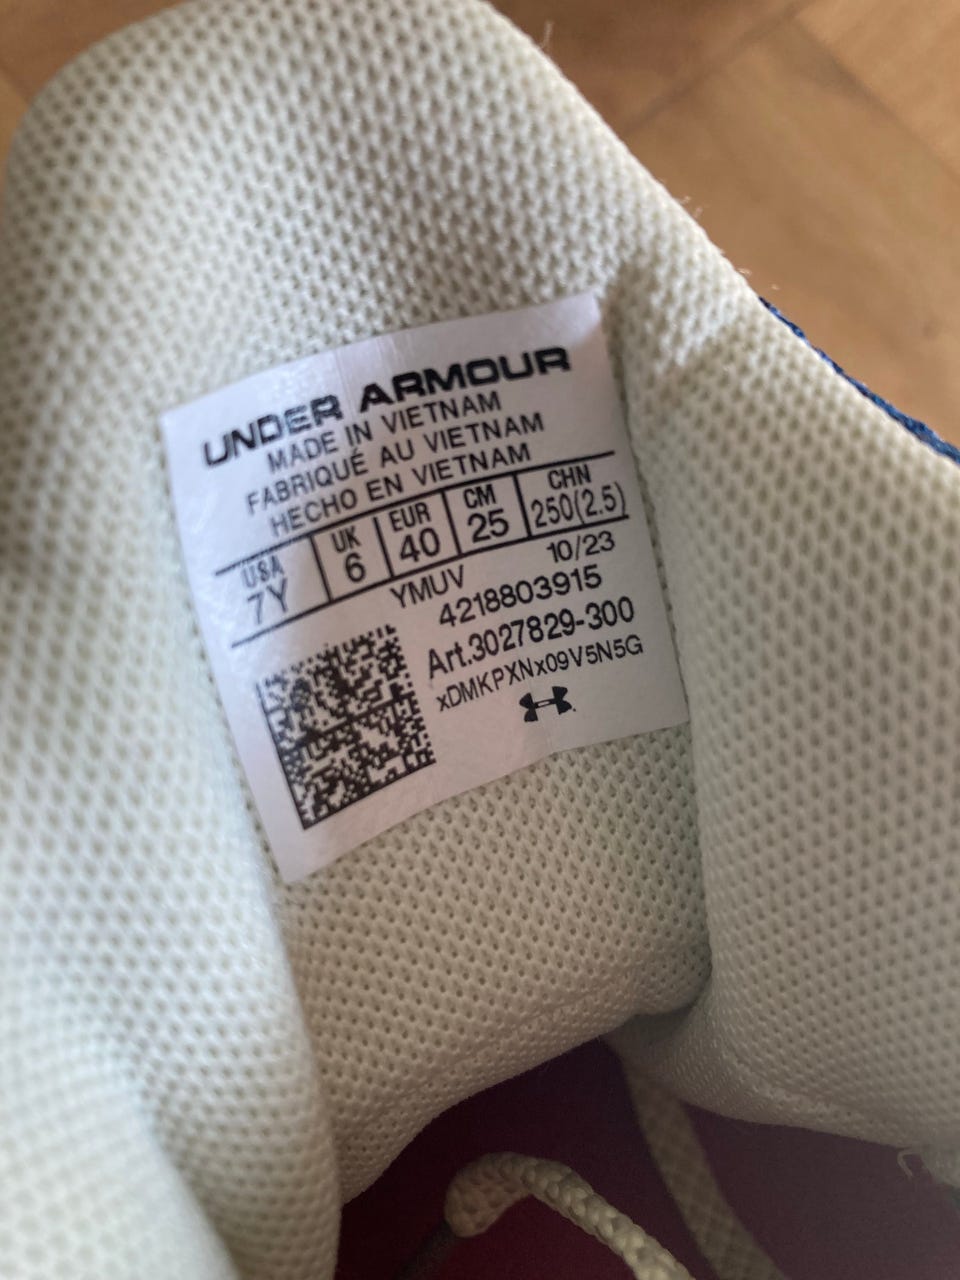 UNDER ARMOUR
MADE IN VIETNAM
FABRIQUÉ AU VIETNAM
HECHO EN VIETNAM
USA UK EUR CM CHN
7Y 6 40 25 250(2.5)
YMUV 10/23
4218803915
Art.3027829-300
xDMKPXNx09V5N5G